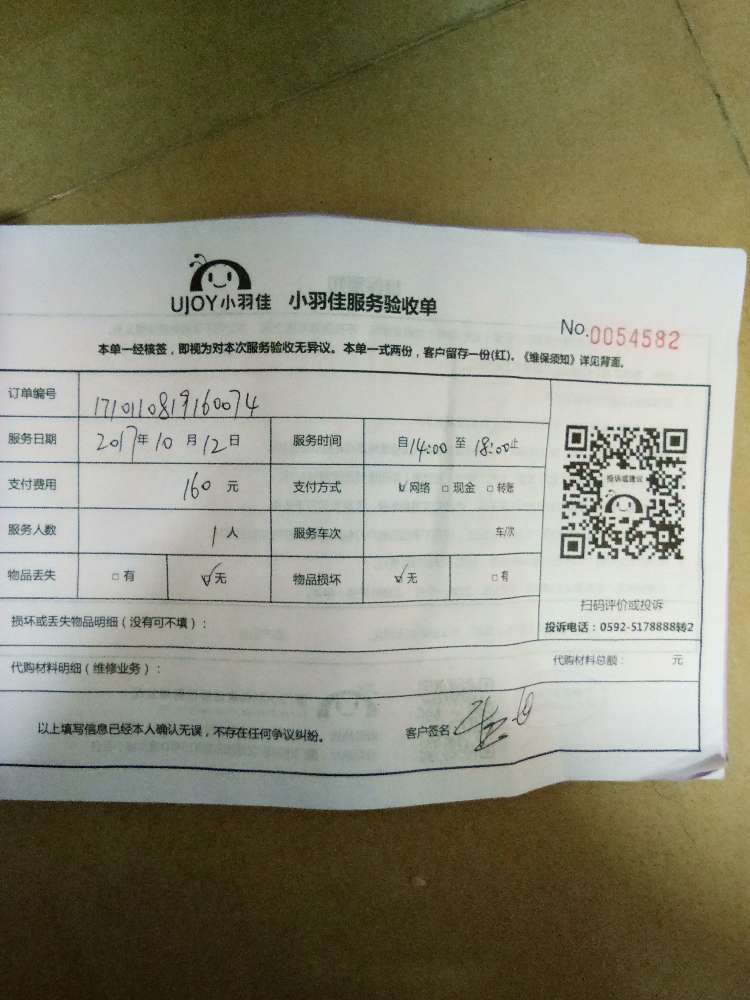 UJOY小羽佳 小羽佳服务验收单
No.0054582
本单一经核签，即视为对本次服务验收无异议。本单一式两份，客户留存一份(红)。《维保须知》详见背面。
订单编号 1710110819160074
服务日期 2017年10月12日 服务时间 自14:00至18:00止
支付费用 160元 支付方式 ☑网络 □现金 □转账
服务人数 1人 服务车次 车/次
物品丢失 □有 ☑无 物品损坏 ☑无 □有
投诉或建议
扫码评价或投诉
投诉电话：0592-5178888转2
损坏或丢失物品明细（没有可不填）：
代购材料明细（维修业务）： 代购材料总额： 元
以上填写信息已经本人确认无误，不存在任何争议纠纷。 客户签名